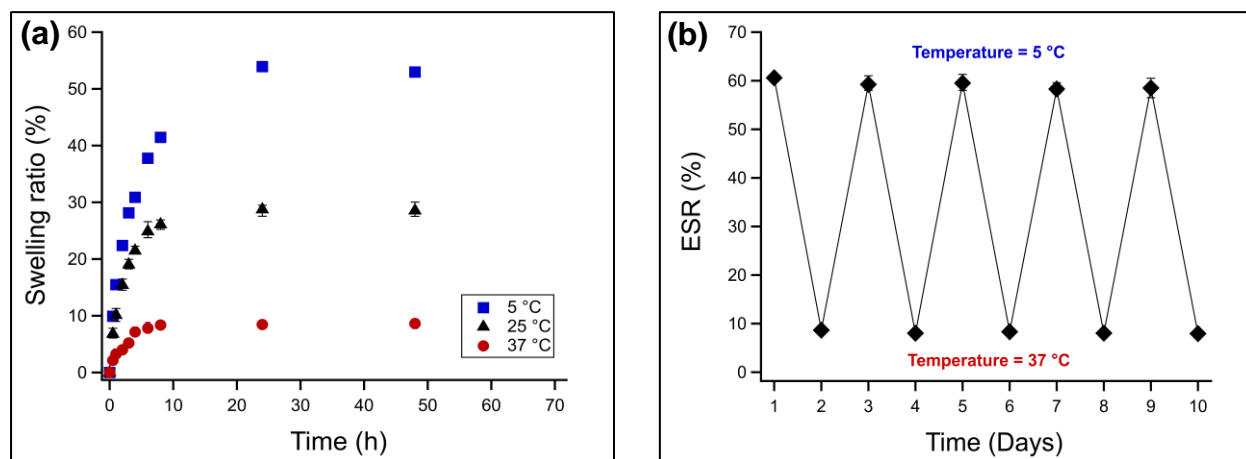 (a)
60
50
40
30
20
10
0
Swelling ratio (%)
5 °C
25 °C
37 °C
0 10 20 30 40 50 60 70
Time (h)
(b)
70
60
50
40
30
20
10
0
ESR (%)
Temperature = 5 °C
Temperature = 37 °C
1 2 3 4 5 6 7 8 9 10
Time (Days)